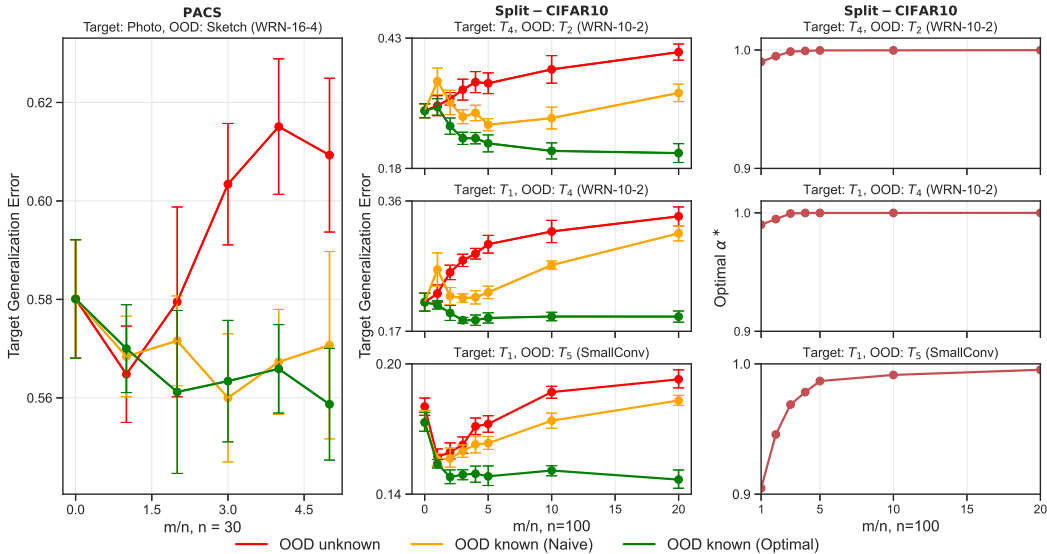 PACS
Target: Photo, OOD: Sketch (WRN-16-4)
Target Generalization Error
0.62
0.60
0.58
0.56
0.0
1.5
3.0
4.5
m/n, n = 30
Split − CIFAR10
Target: T4, OOD: T2 (WRN-10-2)
0.43
0.18
Target: T1, OOD: T4 (WRN-10-2)
Target Generalization Error
0.36
0.17
Target: T1, OOD: T5 (SmallConv)
0.20
0.14
0
5
10
15
20
m/n, n=100
Split − CIFAR10
Target: T4, OOD: T2 (WRN-10-2)
1.0
0.9
Target: T1, OOD: T4 (WRN-10-2)
Optimal α*
1.0
0.9
Target: T1, OOD: T5 (SmallConv)
1.0
0.9
1
5
10
15
20
m/n, n=100
OOD unknown
OOD known (Naive)
OOD known (Optimal)